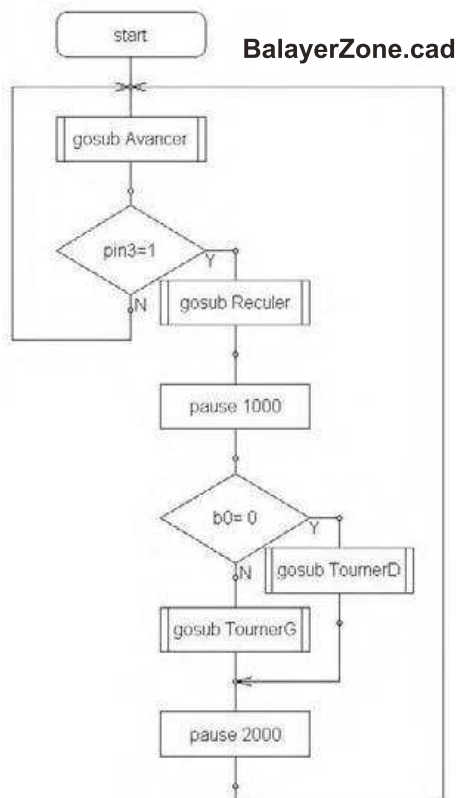 start
BalayerZone.cad
gosub Avancer
pin3=1
Y
N
gosub Reculer
pause 1000
b0= 0
Y
N
gosub TournerD
gosub TournerG
pause 2000